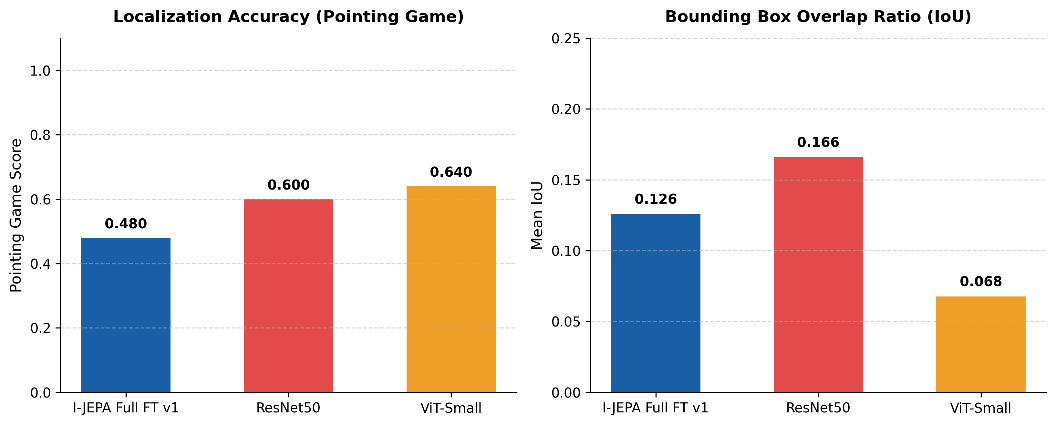 Localization Accuracy (Pointing Game)
Pointing Game Score
1.0
0.8
0.6
0.4
0.2
0.0
0.480
0.600
0.640
I-JEPA Full FT v1
ResNet50
ViT-Small
Bounding Box Overlap Ratio (IoU)
Mean IoU
0.25
0.20
0.15
0.10
0.05
0.00
0.126
0.166
0.068
I-JEPA Full FT v1
ResNet50
ViT-Small